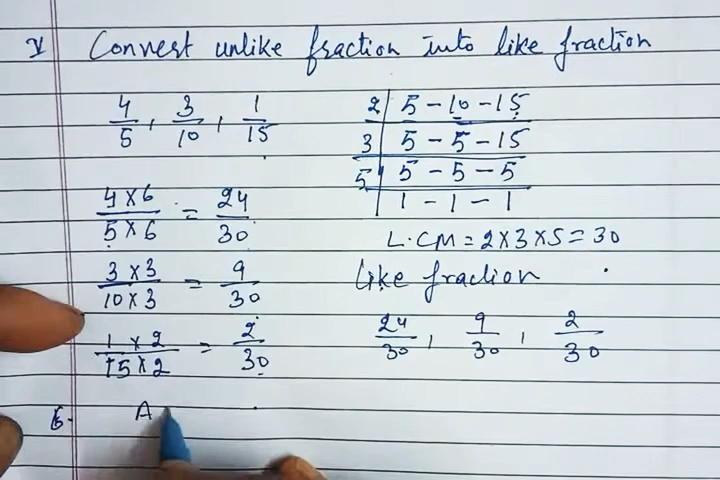 V Convert unlike fraction into like fraction
4/5, 3/10, 1/15
4×6/5×6 = 24/30
3×3/10×3 = 9/30
1×2/15×2 = 2/30
2 | 5 - 10 - 15
3 | 5 - 5 - 15
5 | 5 - 5 - 5
1 - 1 - 1
L.CM = 2×3×5 = 30
like fraction
24/30, 9/30, 2/30
6. A